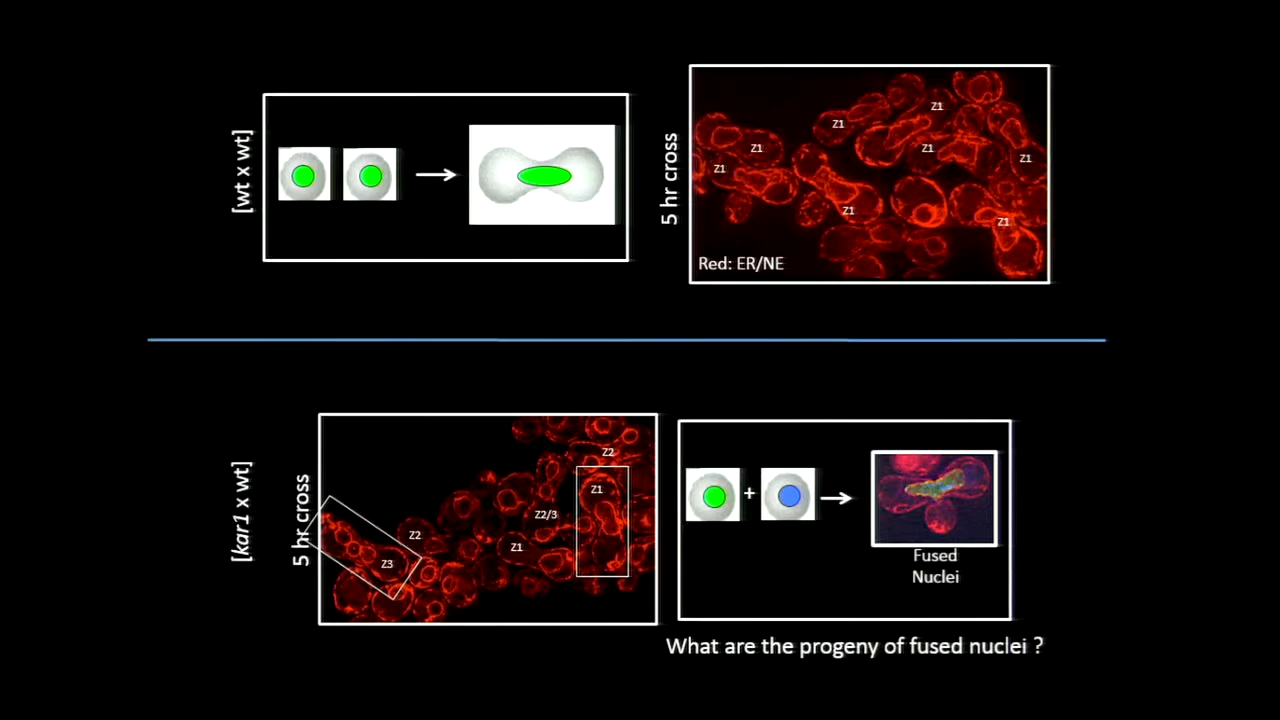 [wt x wt]
5 hr cross
Z1
Z1
Z1
Z1
Z1
Z1
Z1
Z1
Red: ER/NE
[kar1 x wt]
5 hr cross
Z2
Z1
Z2/3
Z2
Z1
Z3
+
Fused
Nuclei
What are the progeny of fused nuclei ?